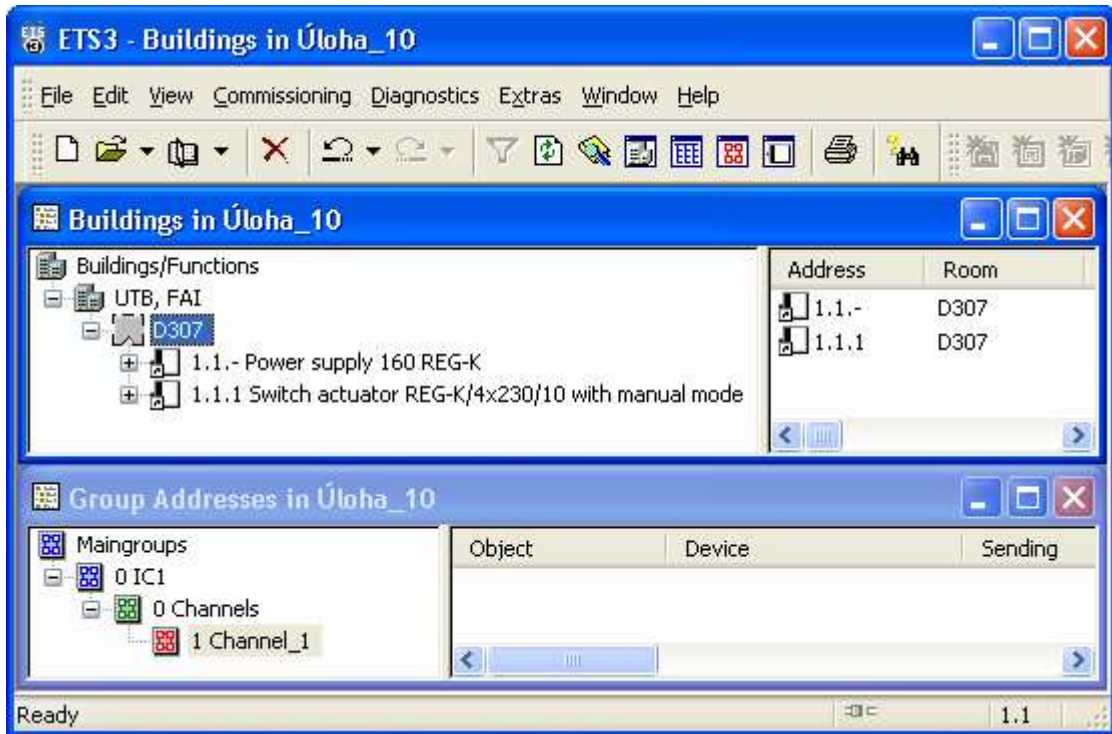 ETS3 - Buildings in Úloha_10
File Edit View Commissioning Diagnostics Extras Window Help
Buildings in Úloha_10
Buildings/Functions
UTB, FAI
D307
1.1.- Power supply 160 REG-K
1.1.1 Switch actuator REG-K/4x230/10 with manual mode
Address Room
1.1.- D307
1.1.1 D307
Group Addresses in Úloha_10
Maingroups
0 IC1
0 Channels
1 Channel_1
Object Device Sending
Ready 1.1